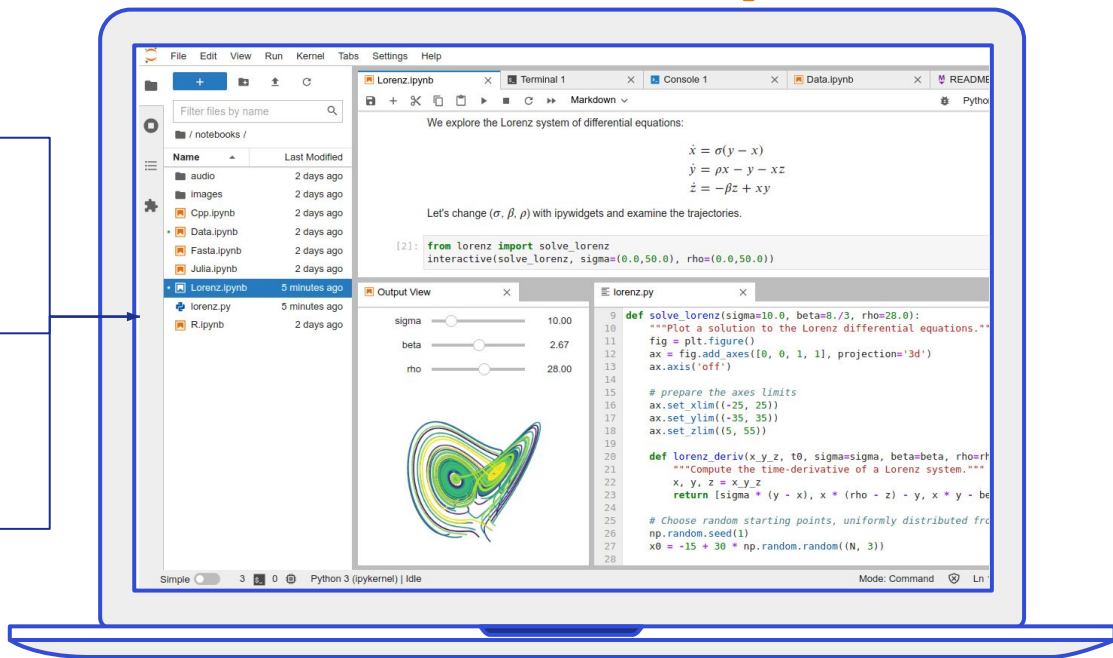 File Edit View Run Kernel Tabs Settings Help
Filter files by name
/ notebooks /
Name Last Modified
audio 2 days ago
images 2 days ago
Cpp.ipynb 2 days ago
Data.ipynb 2 days ago
Fasta.ipynb 2 days ago
Julia.ipynb 2 days ago
Lorenz.ipynb 5 minutes ago
lorenz.py 5 minutes ago
R.ipynb 2 days ago
Lorenz.ipynb Terminal 1 Console 1 Data.ipynb README
Markdown
We explore the Lorenz system of differential equations:
ẋ = σ(y − x)
ẏ = ρx − y − xz
ż = −βz + xy
Let's change (σ, β, ρ) with ipywidgets and examine the trajectories.
[2]: from lorenz import solve_lorenz
interactive(solve_lorenz, sigma=(0.0,50.0), rho=(0.0,50.0))
Output View
sigma 10.00
beta 2.67
rho 28.00
lorenz.py
9 def solve_lorenz(sigma=10.0, beta=8./3, rho=28.0):
10 """Plot a solution to the Lorenz differential equations.""
11 fig = plt.figure()
12 ax = fig.add_axes([0, 0, 1, 1], projection='3d')
13 ax.axis('off')
14
15 # prepare the axes limits
16 ax.set_xlim((-25, 25))
17 ax.set_ylim((-35, 35))
18 ax.set_zlim((5, 55))
19
20 def lorenz_deriv(x_y_z, t0, sigma=sigma, beta=beta, rho=rh
21 """Compute the time-derivative of a Lorenz system."""
22 x, y, z = x_y_z
23 return [sigma * (y - x), x * (rho - z) - y, x * y - be
24
25 # Choose random starting points, uniformly distributed fro
26 np.random.seed(1)
27 x0 = -15 + 30 * np.random.random((N, 3))
28
Simple 3 0 Python 3 (ipykernel) | Idle Mode: Command Ln